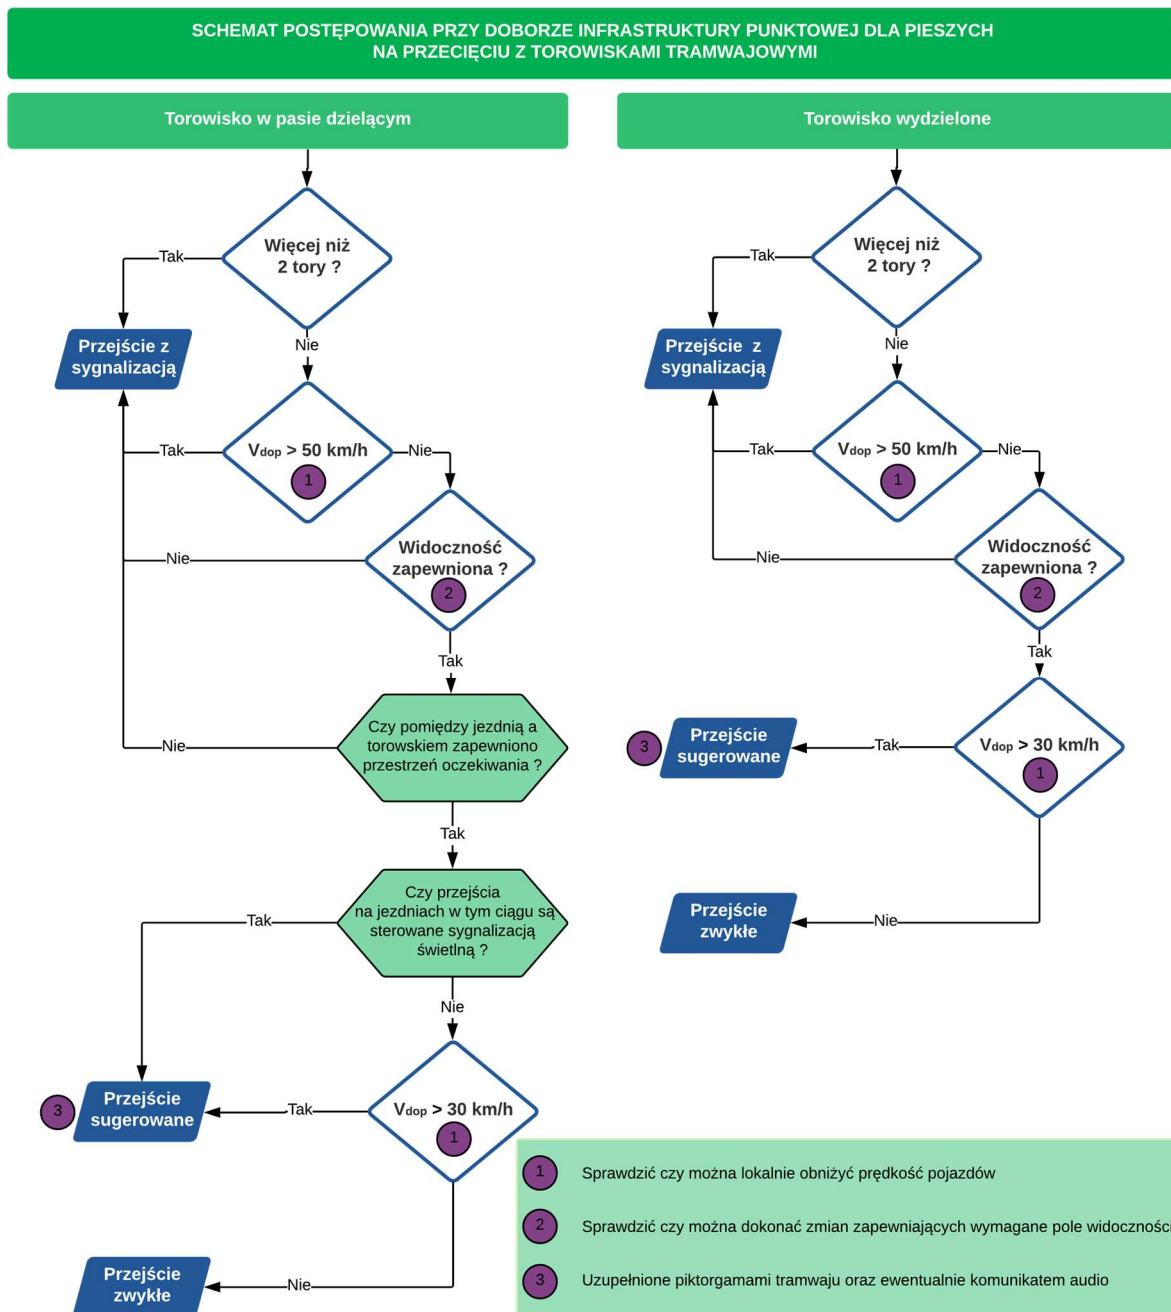 SCHEMAT POSTĘPOWANIA PRZY DOBORZE INFRASTRUKTURY PUNKTOWEJ DLA PIESZYCH
NA PRZECIĘCIU Z TOROWISKAMI TRAMWAJOWYMI
Torowisko w pasie dzielącym
Więcej niż
2 tory ?
Tak
Przejście z
sygnalizacją
Nie
Vdop > 50 km/h
1
Tak
Nie
Widoczność
zapewniona ?
2
Nie
Tak
Czy pomiędzy jezdnią a
torowskiem zapewniono
przestrzeń oczekiwania ?
Nie
Tak
Czy przejścia
na jezdniach w tym ciągu są
sterowane sygnalizacją
świetlną ?
Tak
Nie
Vdop > 30 km/h
1
Tak
3
Przejście
sugerowane
Nie
Przejście
zwykłe
Torowisko wydzielone
Więcej niż
2 tory ?
Tak
Przejście z
sygnalizacją
Nie
Vdop > 50 km/h
1
Tak
Nie
Widoczność
zapewniona ?
2
Nie
Tak
Vdop > 30 km/h
1
Tak
3
Przejście
sugerowane
Nie
Przejście
zwykłe
1 Sprawdzić czy można lokalnie obniżyć prędkość pojazdów
2 Sprawdzić czy można dokonać zmian zapewniających wymagane pole widoczności
3 Uzupełnione piktorgamami tramwaju oraz ewentualnie komunikatem audio